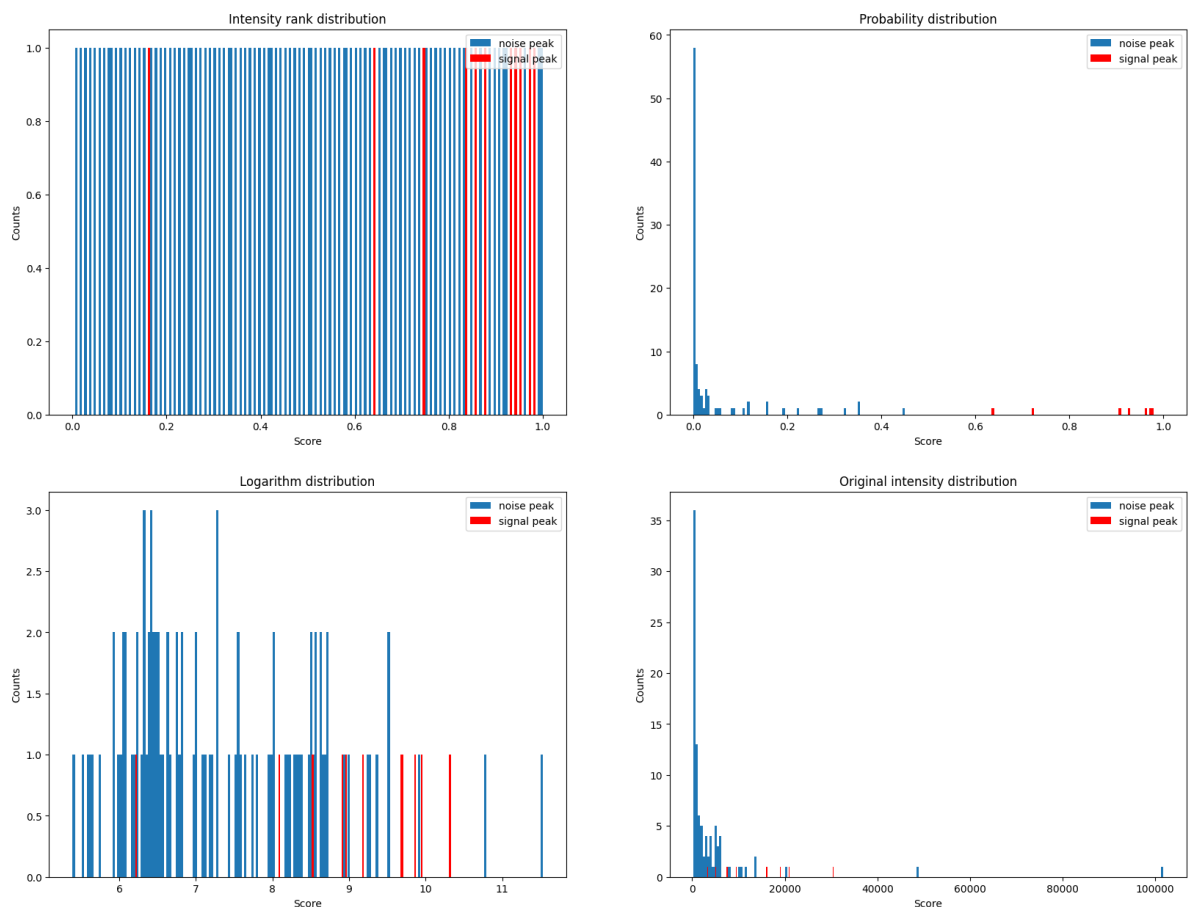 Intensity rank distribution
noise peak
signal peak
1.0
0.8
0.6
0.4
0.2
0.0
Counts
0.0 0.2 0.4 0.6 0.8 1.0
Score
Probability distribution
noise peak
signal peak
60
50
40
30
20
10
0
Counts
0.0 0.2 0.4 0.6 0.8 1.0
Score
Logarithm distribution
noise peak
signal peak
3.0
2.5
2.0
1.5
1.0
0.5
0.0
Counts
6 7 8 9 10 11
Score
Original intensity distribution
noise peak
signal peak
35
30
25
20
15
10
5
0
Counts
0 20000 40000 60000 80000 100000
Score